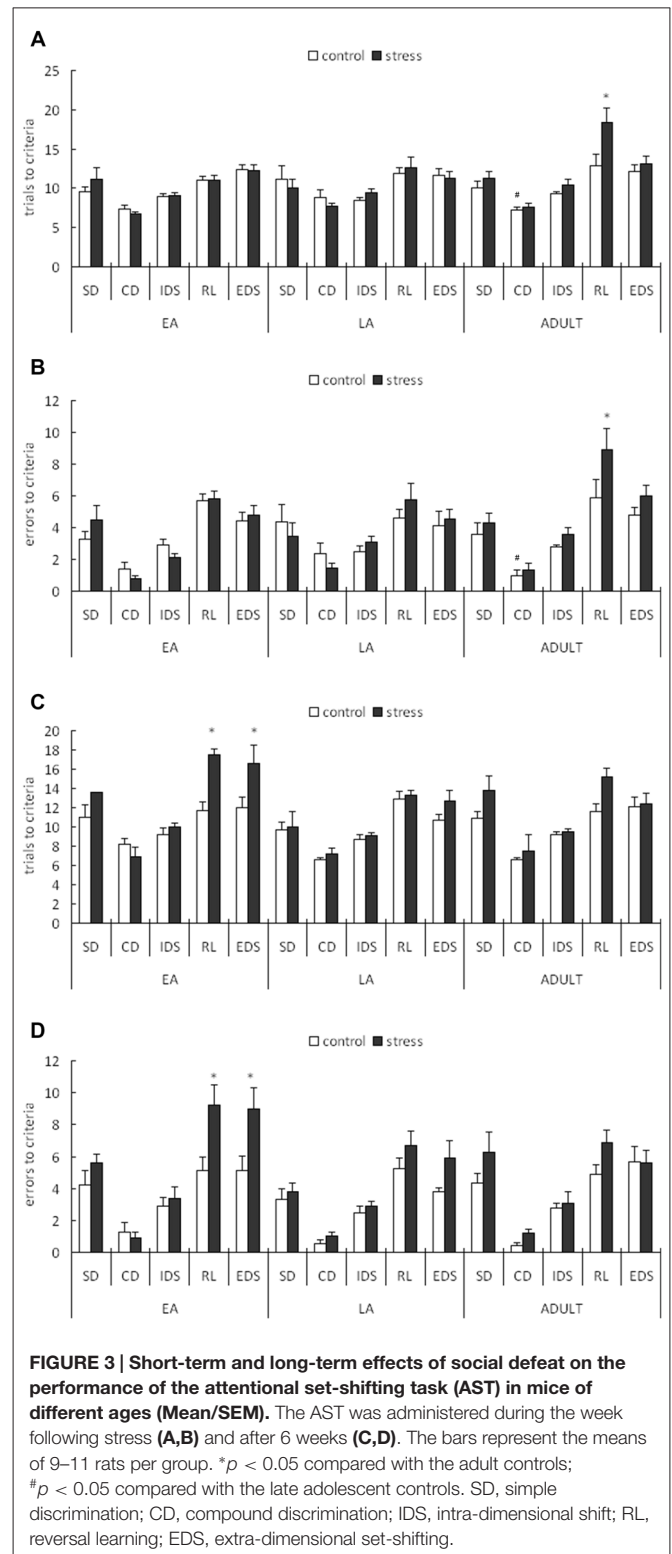 A
□ control ■ stress
25
20
15
10
5
0
trials to criteria
*
#
SD CD IDS RL EDS SD CD IDS RL EDS SD CD IDS RL EDS
EA LA ADULT
B
□ control ■ stress
12
10
8
6
4
2
0
errors to criteria
*
#
SD CD IDS RL EDS SD CD IDS RL EDS SD CD IDS RL EDS
EA LA ADULT
C
□ control ■ stress
20
18
16
14
12
10
8
6
4
2
0
trials to criteria
* *
SD CD IDS RL EDS SD CD IDS RL EDS SD CD IDS RL EDS
EA LA ADULT
D
□ control ■ stress
12
10
8
6
4
2
0
errors to criteria
* *
SD CD IDS RL EDS SD CD IDS RL EDS SD CD IDS RL EDS
EA LA ADULT
FIGURE 3 | Short-term and long-term effects of social defeat on the
performance of the attentional set-shifting task (AST) in mice of
different ages (Mean/SEM). The AST was administered during the week
following stress (A,B) and after 6 weeks (C,D). The bars represent the means
of 9–11 rats per group. *p < 0.05 compared with the adult controls;
#p < 0.05 compared with the late adolescent controls. SD, simple
discrimination; CD, compound discrimination; IDS, intra-dimensional shift; RL,
reversal learning; EDS, extra-dimensional set-shifting.